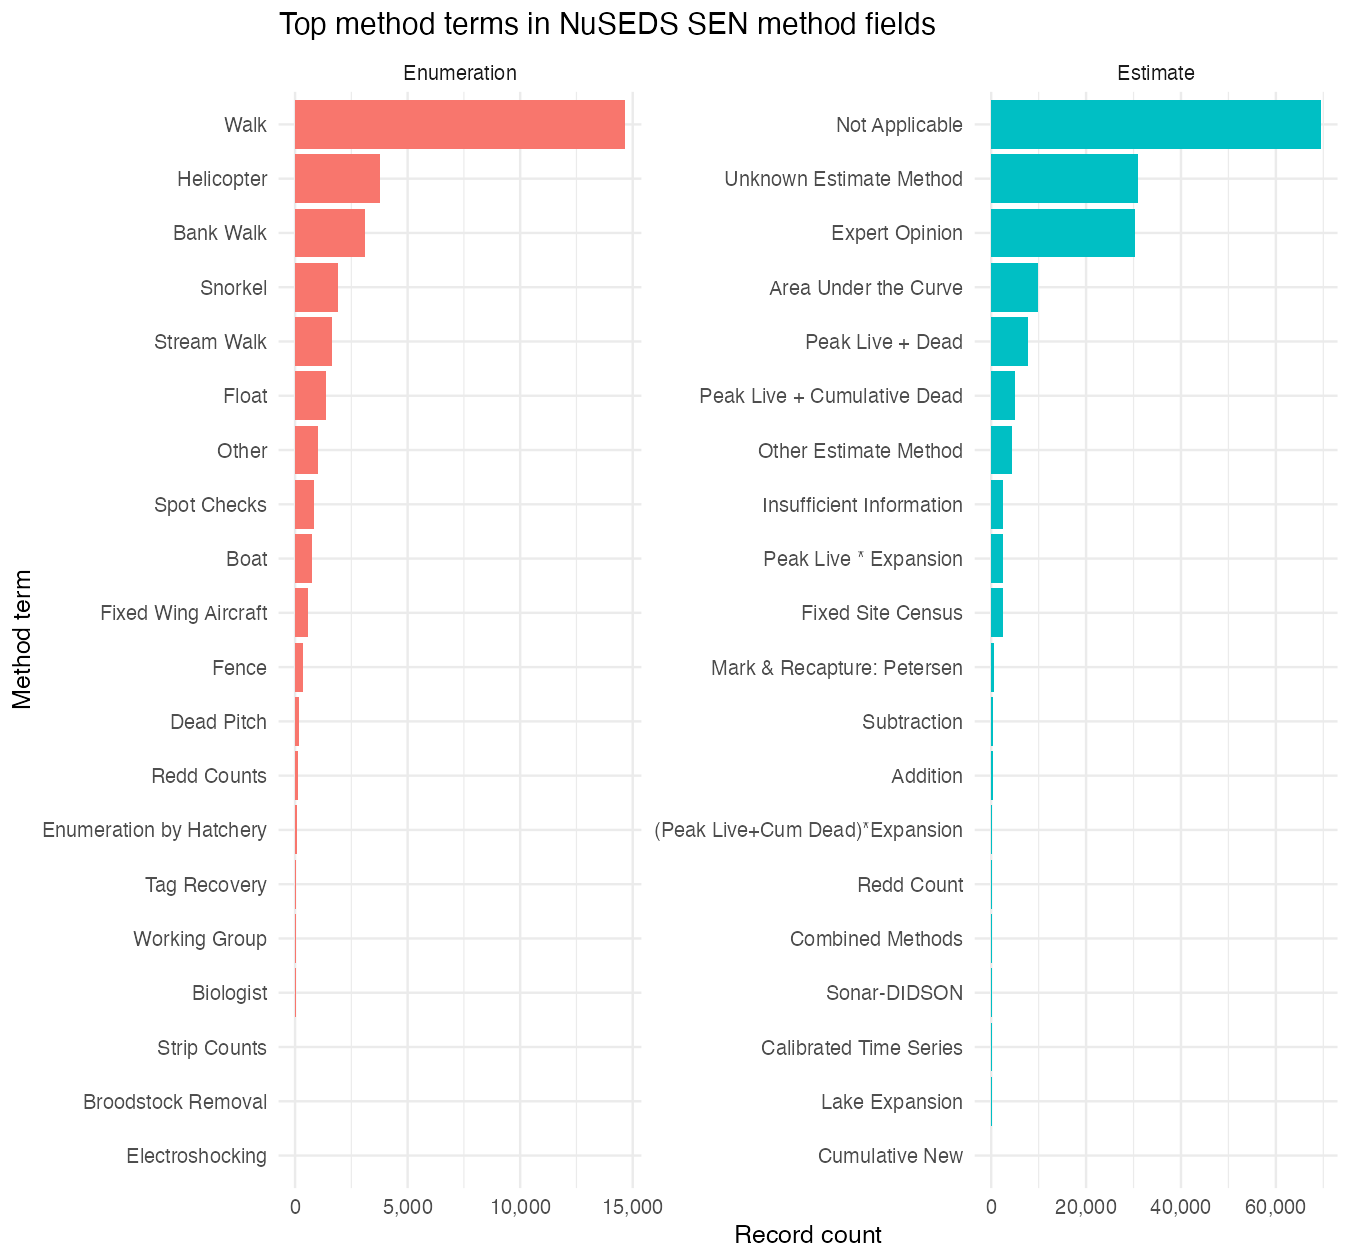 Top method terms in NuSEDS SEN method fields
Enumeration
Walk
Helicopter
Bank Walk
Snorkel
Stream Walk
Float
Other
Spot Checks
Boat
Fixed Wing Aircraft
Fence
Dead Pitch
Redd Counts
Enumeration by Hatchery
Tag Recovery
Working Group
Biologist
Strip Counts
Broodstock Removal
Electroshocking
0 5,000 10,000 15,000
Estimate
Not Applicable
Unknown Estimate Method
Expert Opinion
Area Under the Curve
Peak Live + Dead
Peak Live + Cumulative Dead
Other Estimate Method
Insufficient Information
Peak Live * Expansion
Fixed Site Census
Mark & Recapture: Petersen
Subtraction
Addition
(Peak Live+Cum Dead)*Expansion
Redd Count
Combined Methods
Sonar-DIDSON
Calibrated Time Series
Lake Expansion
Cumulative New
0 20,000 40,000 60,000
Method term
Record count